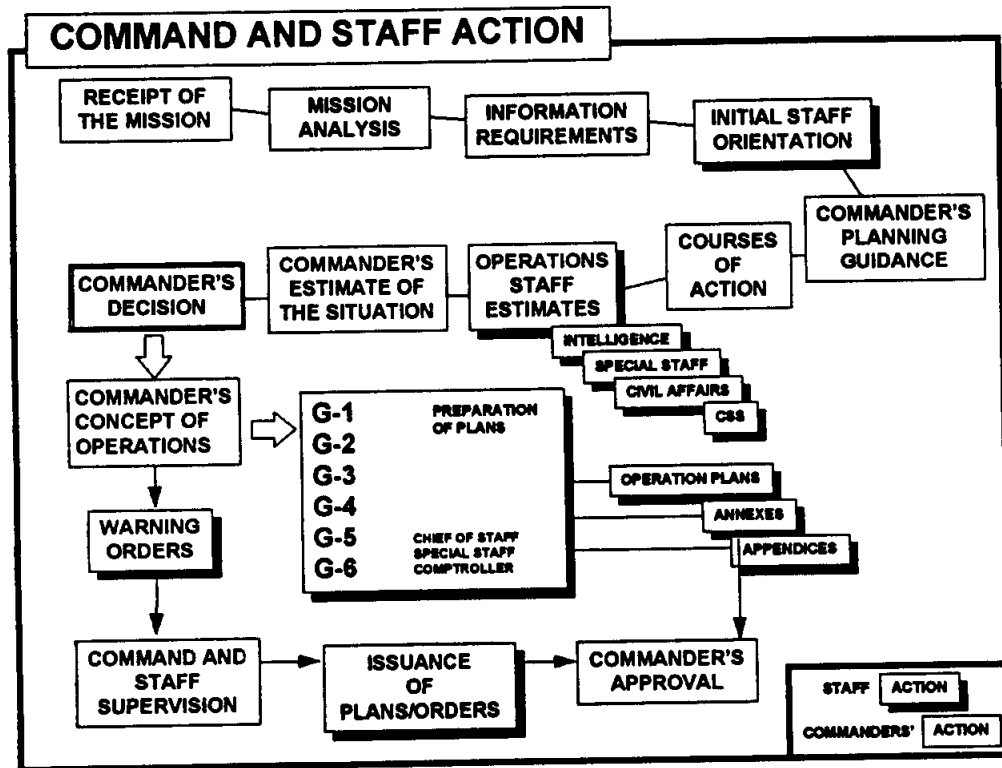 COMMAND AND STAFF ACTION
RECEIPT OF
THE MISSION
MISSION
ANALYSIS
INFORMATION
REQUIREMENTS
INITIAL STAFF
ORIENTATION
COMMANDER'S
PLANNING
GUIDANCE
COURSES
OF
ACTION
OPERATIONS
STAFF
ESTIMATES
INTELLIGENCE
SPECIAL STAFF
CIVIL AFFAIRS
CSS
COMMANDER'S
ESTIMATE OF
THE SITUATION
COMMANDER'S
DECISION
COMMANDER'S
CONCEPT OF
OPERATIONS
G-1 PREPARATION
OF PLANS
G-2
G-3
G-4
G-5 CHIEF OF STAFF
SPECIAL STAFF
G-6 COMPTROLLER
OPERATION PLANS
ANNEXES
APPENDICES
WARNING
ORDERS
COMMAND AND
STAFF
SUPERVISION
ISSUANCE
OF
PLANS/ORDERS
COMMANDER'S
APPROVAL
STAFF ACTION
COMMANDERS' ACTION